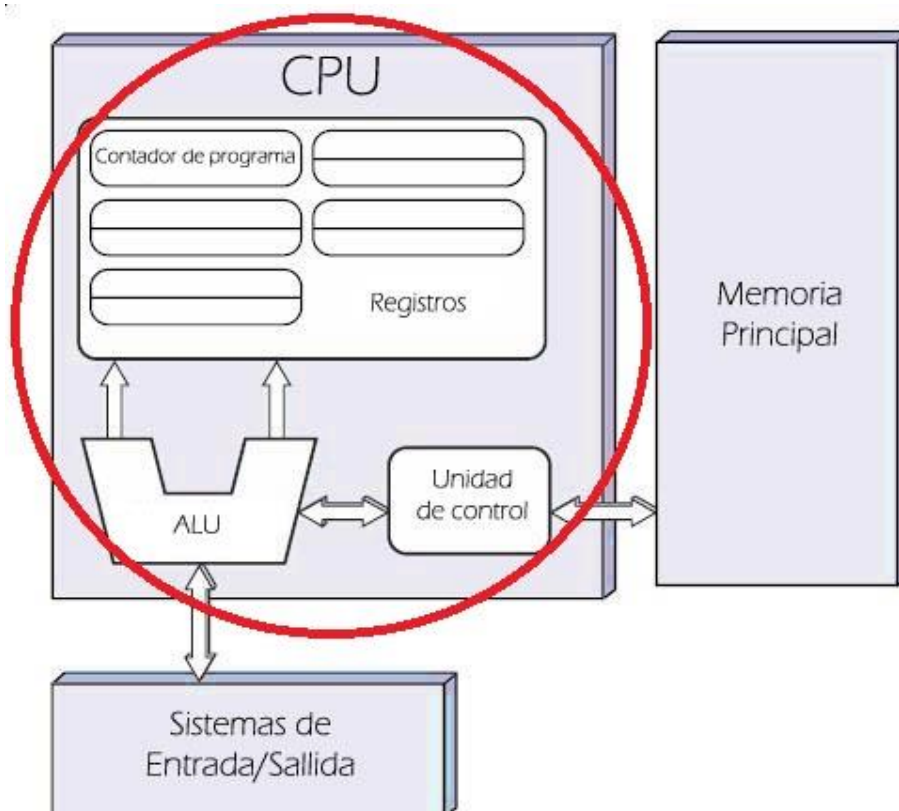 CPU
Contador de programa
Registros
ALU
Unidad
de control
Memoria
Principal
Sistemas de
Entrada/Sallida